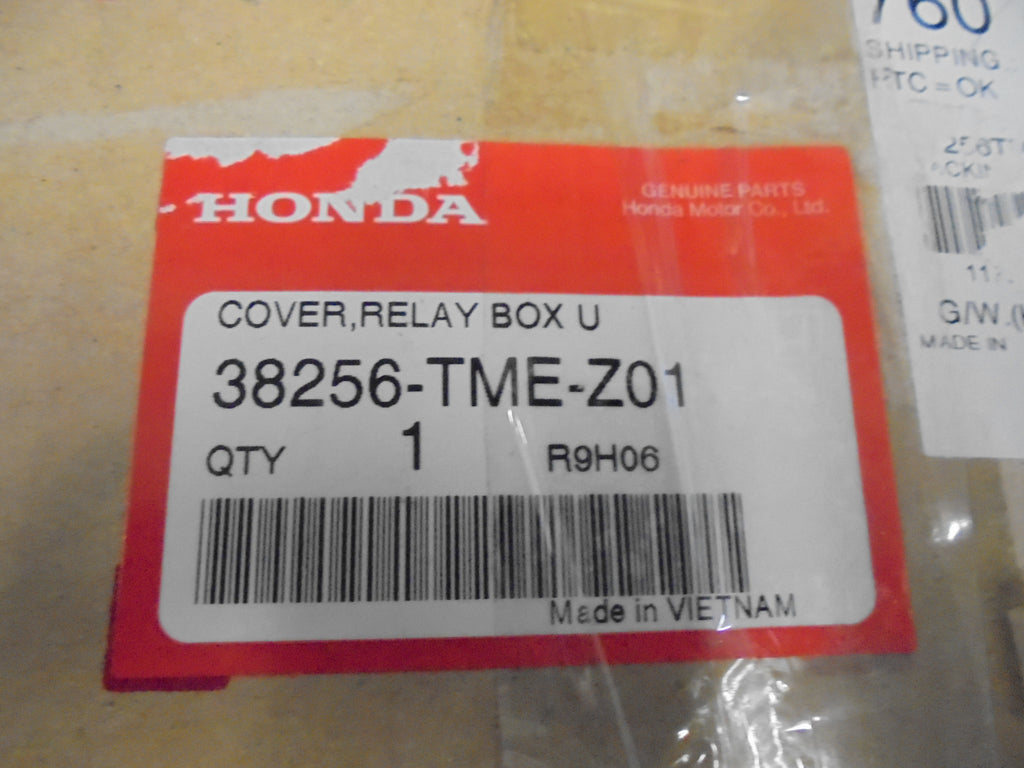 HONDA
GENUINE PARTS
Honda Motor Co., Ltd.
COVER,RELAY BOX U
38256-TME-Z01
QTY 1 R9H06
Made in VIETNAM
760
SHIPPING
= OK
G/W
MADE IN